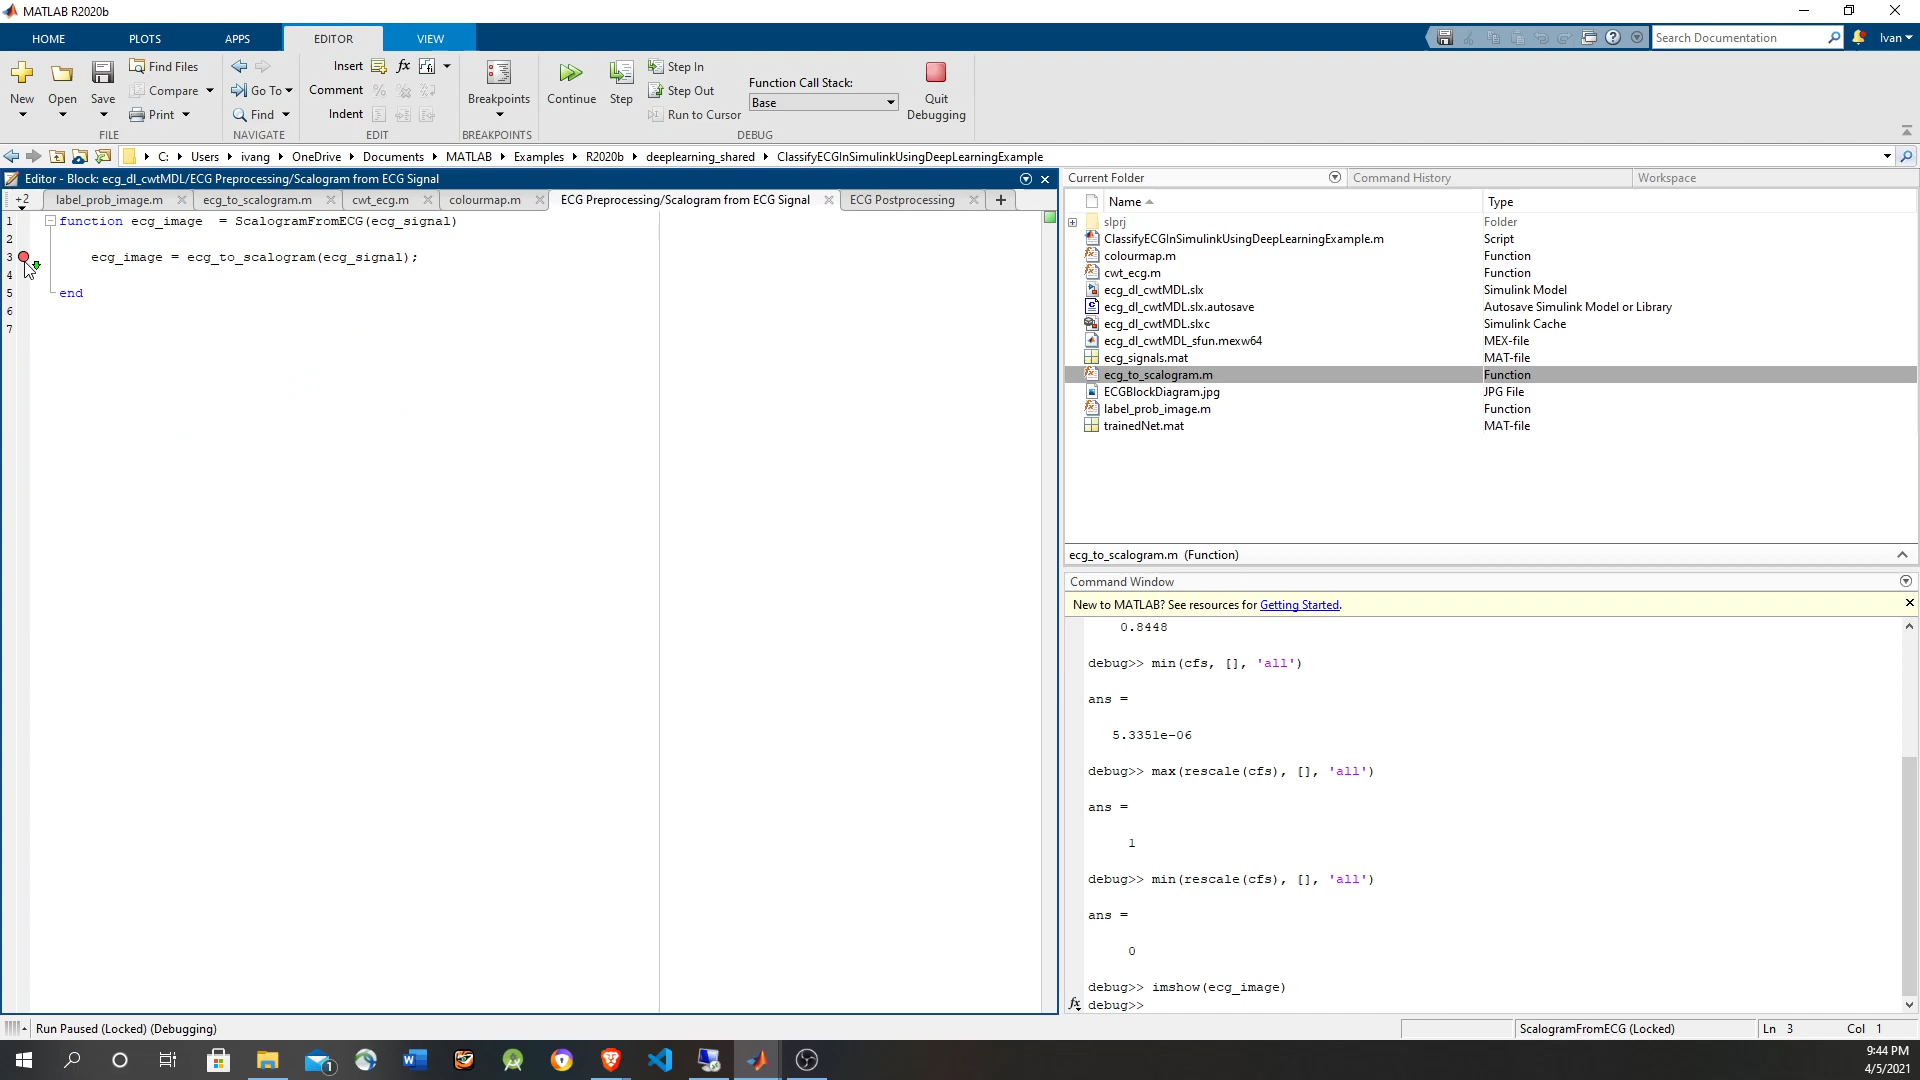 MATLAB R2020b
HOME PLOTS APPS EDITOR VIEW
Search Documentation
Ivan
New Open Save Find Files Compare Print
FILE
Go To Find
NAVIGATE
Insert fx
Comment
Indent
EDIT
Breakpoints
BREAKPOINTS
Continue Step Step In Step Out Run to Cursor
Function Call Stack:
Base
Quit Debugging
DEBUG
C: Users ivang OneDrive Documents MATLAB Examples R2020b deeplearning_shared ClassifyECGInSimulinkUsingDeepLearningExample
Editor - Block: ecg_dl_cwtMDL/ECG Preprocessing/Scalogram from ECG Signal
+2 label_prob_image.m ecg_to_scalogram.m cwt_ecg.m colourmap.m ECG Preprocessing/Scalogram from ECG Signal ECG Postprocessing +
1 function ecg_image = ScalogramFromECG(ecg_signal)
2
3 ecg_image = ecg_to_scalogram(ecg_signal);
4
5 end
6
7
Current Folder Command History Workspace
Name Type
slprj Folder
ClassifyECGInSimulinkUsingDeepLearningExample.m Script
colourmap.m Function
cwt_ecg.m Function
ecg_dl_cwtMDL.slx Simulink Model
ecg_dl_cwtMDL.slx.autosave Autosave Simulink Model or Library
ecg_dl_cwtMDL.slxc Simulink Cache
ecg_dl_cwtMDL_sfun.mexw64 MEX-file
ecg_signals.mat MAT-file
ecg_to_scalogram.m Function
ECGBlockDiagram.jpg JPG File
label_prob_image.m Function
trainedNet.mat MAT-file
ecg_to_scalogram.m (Function)
Command Window
New to MATLAB? See resources for Getting Started.
0.8448
debug>> min(cfs, [], 'all')
ans =
5.3351e-06
debug>> max(rescale(cfs), [], 'all')
ans =
1
debug>> min(rescale(cfs), [], 'all')
ans =
0
debug>> imshow(ecg_image)
fx debug>>
Run Paused (Locked) (Debugging)
ScalogramFromECG (Locked) Ln 3 Col 1
9:44 PM
4/5/2021